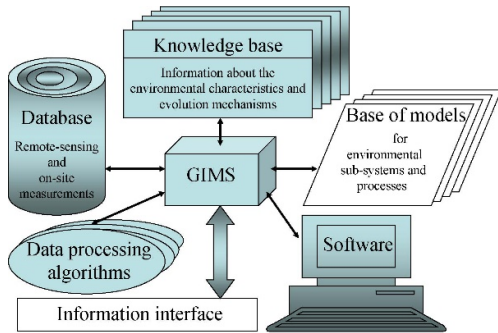 Knowledge base
Information about the
environmental characteristics and
evolution mechanisms
Database
Remote-sensing
and
on-site
measurements
Base of models
for
environmental
sub-systems and
processes
GIMS
Data processing
algorithms
Software
Information interface